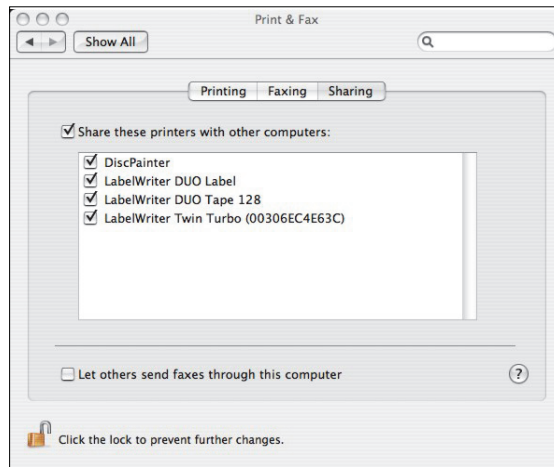 Print & Fax
Show All
Printing Faxing Sharing
Share these printers with other computers:
DiscPainter
LabelWriter DUO Label
LabelWriter DUO Tape 128
LabelWriter Twin Turbo (00306EC4E63C)
Let others send faxes through this computer
?
Click the lock to prevent further changes.